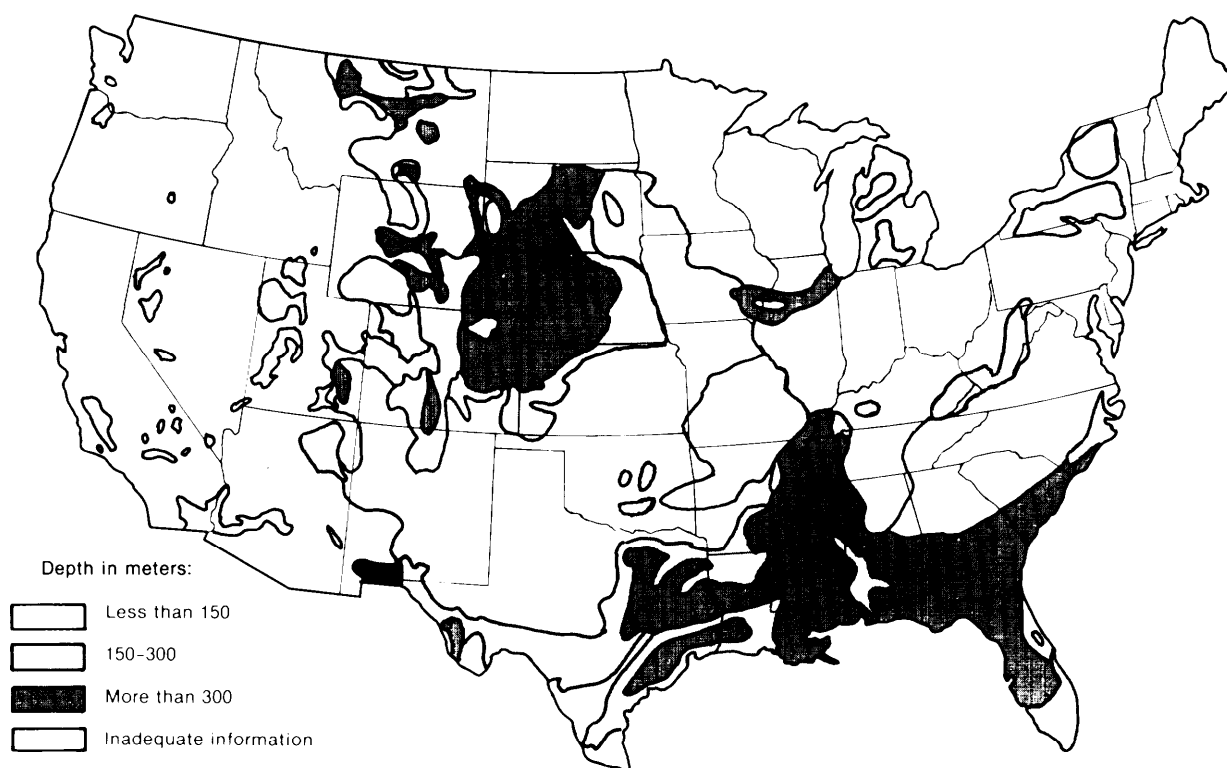 Depth in meters:
Less than 150
150-300
More than 300
Inadequate information